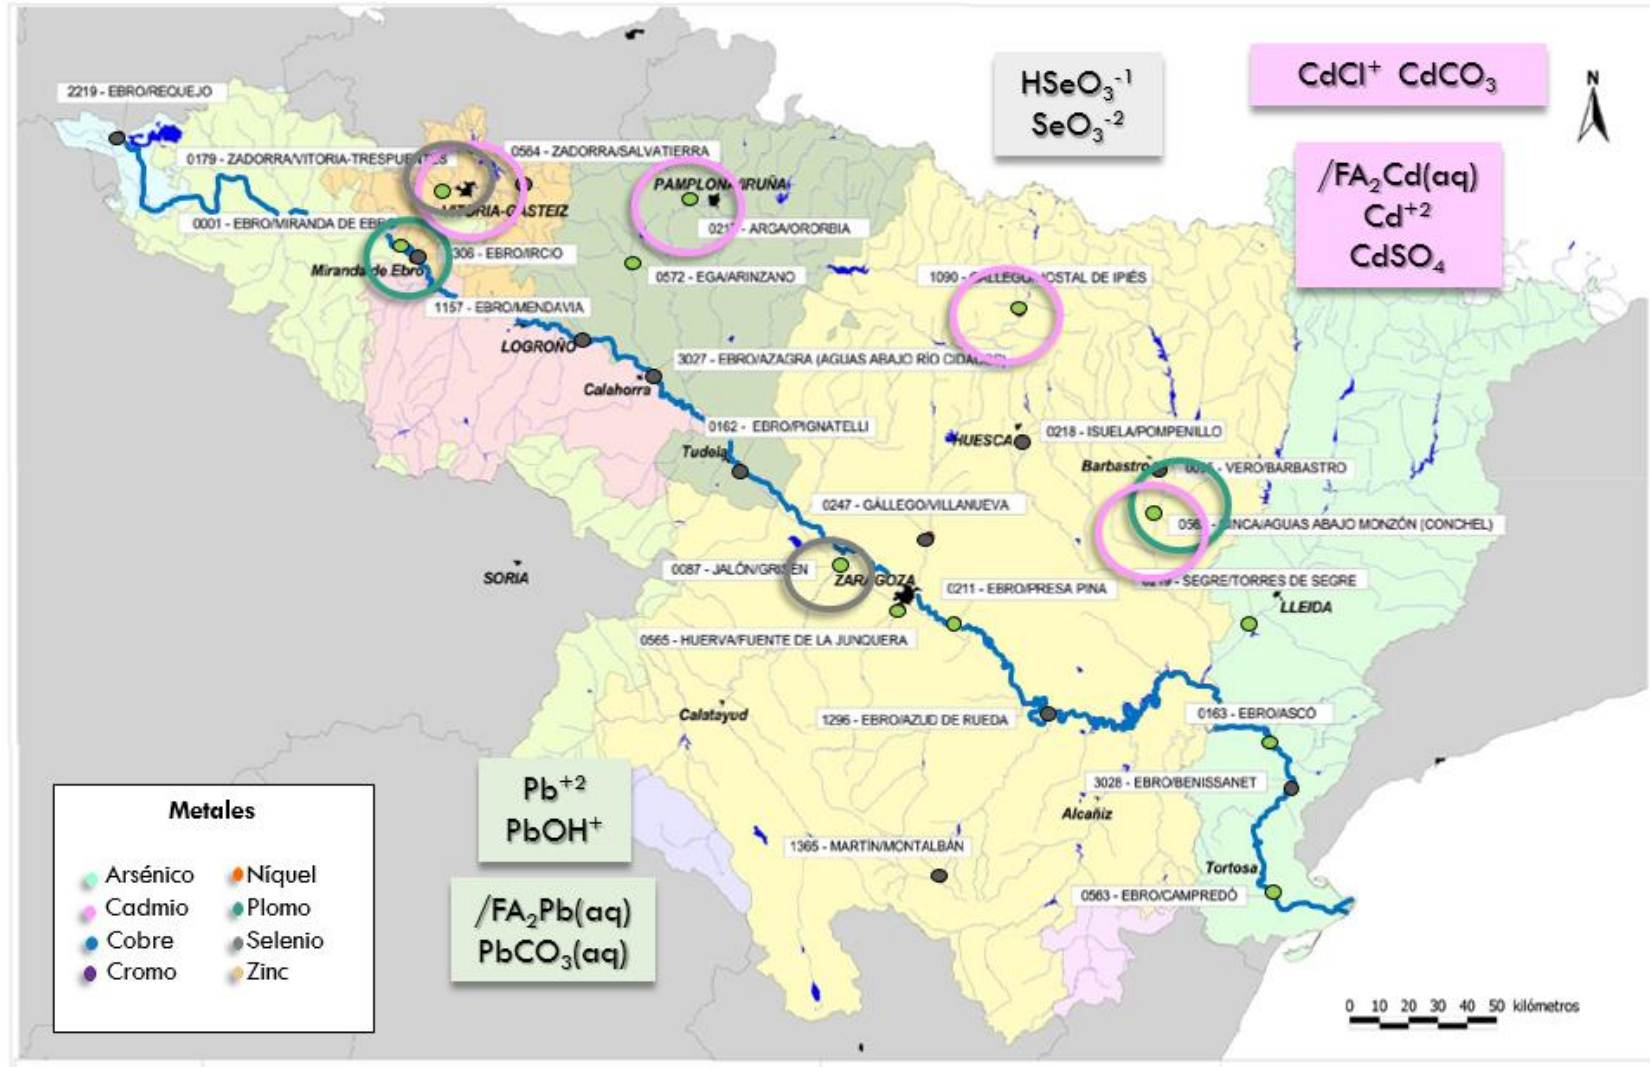 2219 - EBRO/REQUEJO
0179 - ZADORRA/VITORIA-TRESPUENTES
0564 - ZADORRA/SALVATIERRA
VITORIA-GASTEIZ
PAMPLONA/IRUÑA
0217 - ARGA/ORORBIA
0001 - EBRO/MIRANDA DE EBRO
306 - EBRO/IRCIO
Miranda de Ebro
0572 - EGA/ARINZANO
1090 - GÁLLEGO/HOSTAL DE IPIÉS
1157 - EBRO/MENDAVIA
LOGROÑO
3027 - EBRO/AZAGRA (AGUAS ABAJO RÍO CIDACOS)
Calahorra
0162 - EBRO/PIGNATELLI
Tudela
HUESCA
0218 - ISUELA/POMPENILLO
Barbastro
VERO/BARBASTRO
0247 - GÁLLEGO/VILLANUEVA
CINCA/AGUAS ABAJO MONZÓN (CONCHEL)
SORIA
0087 - JALÓN/GRISEN
ZARAGOZA
0211 - EBRO/PRESA PINA
0219 - SEGRE/TORRES DE SEGRE
LLEIDA
0565 - HUERVA/FUENTE DE LA JUNQUERA
Calatayud
1296 - EBRO/AZUD DE RUEDA
0163 - EBRO/ASCÓ
3028 - EBRO/BENISSANET
Alcañiz
1365 - MARTÍN/MONTALBÁN
Tortosa
0563 - EBRO/CAMPREDÓ
HSeO₃⁻¹
SeO₃⁻²
CdCl⁺ CdCO₃
/FA₂Cd(aq)
Cd⁺²
CdSO₄
N
Pb⁺²
PbOH⁺
/FA₂Pb(aq)
PbCO₃(aq)
Metales
Arsénico Níquel
Cadmio Plomo
Cobre Selenio
Cromo Zinc
0 10 20 30 40 50 kilómetros